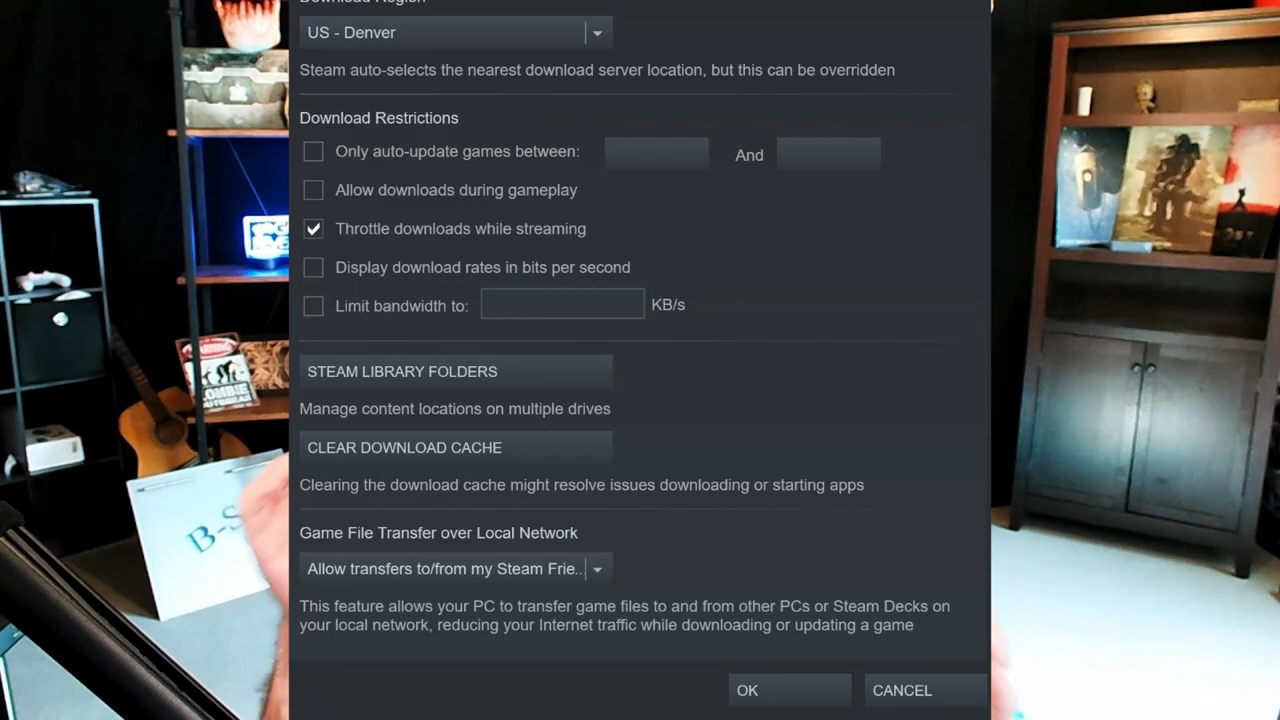 US - Denver
Steam auto-selects the nearest download server location, but this can be overridden
Download Restrictions
Only auto-update games between: And
Allow downloads during gameplay
Throttle downloads while streaming
Display download rates in bits per second
Limit bandwidth to: KB/s
STEAM LIBRARY FOLDERS
Manage content locations on multiple drives
CLEAR DOWNLOAD CACHE
Clearing the download cache might resolve issues downloading or starting apps
Game File Transfer over Local Network
Allow transfers to/from my Steam Frie..
This feature allows your PC to transfer game files to and from other PCs or Steam Decks on
your local network, reducing your Internet traffic while downloading or updating a game
OK CANCEL
WARNING
B-S